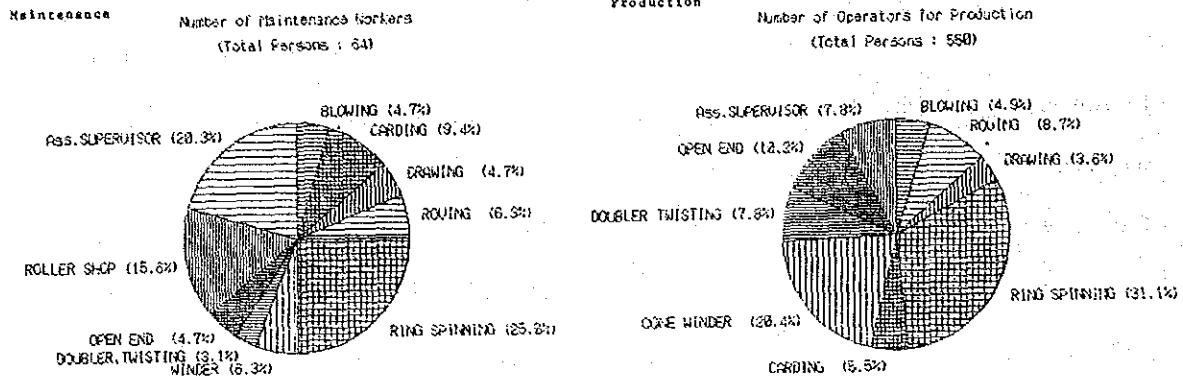 Maintenance
Number of Maintenance Workers
(Total Persons : 64)
BLOWING (4.7%)
CARDING (9.4%)
DRAWING (4.7%)
ROVING (6.3%)
RING SPINNING (25.0%)
WINDER (6.3%)
DOUBLER.TWISTING (3.1%)
OPEN END (4.7%)
ROLLER SHOP (15.6%)
Ass.SUPERVISOR (20.3%)
Production
Number of Operators for Production
(Total Persons : 550)
BLOWING (4.9%)
ROVING (8.7%)
DRAWING (3.6%)
RING SPINNING (31.1%)
CARDING (5.5%)
CONE WINDER (20.4%)
DOUBLER TWISTING (7.8%)
OPEN END (10.2%)
Ass.SUPERVISOR (7.8%)